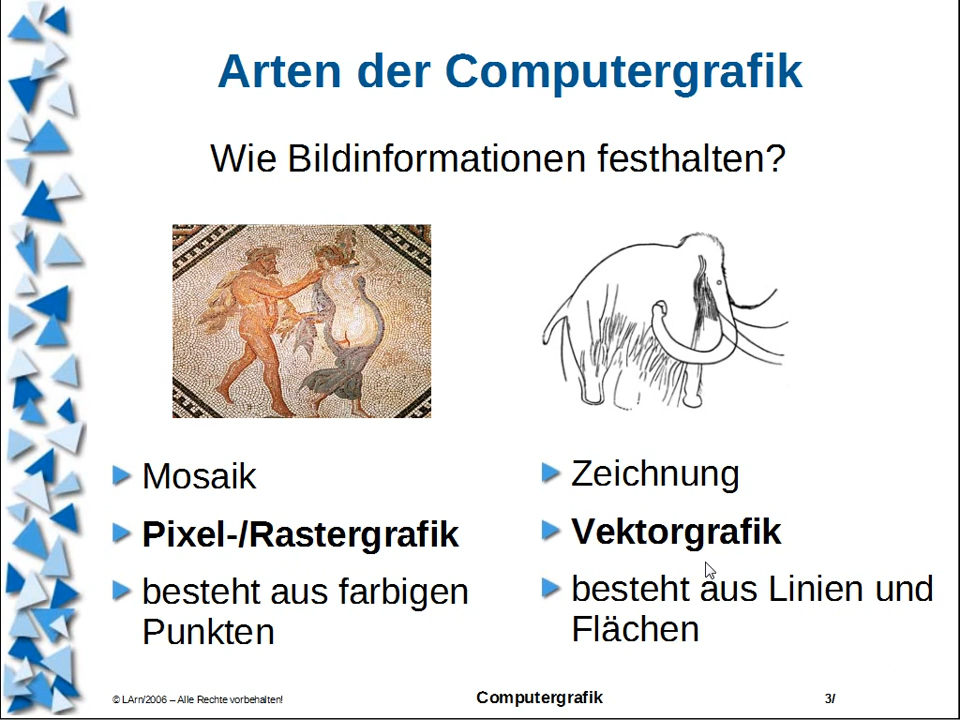 Arten der Computergrafik
Wie Bildinformationen festhalten?
Mosaik
Pixel-/Rastergrafik
besteht aus farbigen
Punkten
Zeichnung
Vektorgrafik
besteht aus Linien und
Flächen
© LArn/2006 – Alle Rechte vorbehalten!
Computergrafik
3/